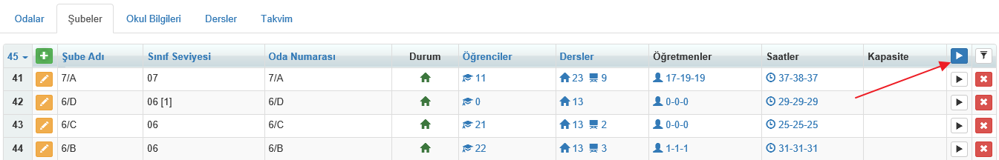 Odalar Şubeler Okul Bilgileri Dersler Takvim
45 Şube Adı Sınıf Seviyesi Oda Numarası Durum Öğrenciler Dersler Öğretmenler Saatler Kapasite
41 7/A 07 7/A 11 23 9 17-19-19 37-38-37
42 6/D 06 [1] 6/D 0 13 0-0-0 29-29-29
43 6/C 06 6/C 21 13 2 0-0-0 25-25-25
44 6/B 06 6/B 22 13 3 1-1-1 31-31-31